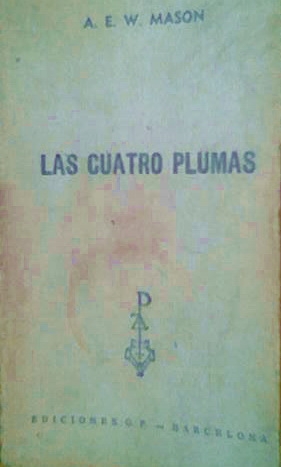 A. E. W. MASON
LAS CUATRO PLUMAS
P
A
EDICIONES G. P. — BARCELONA